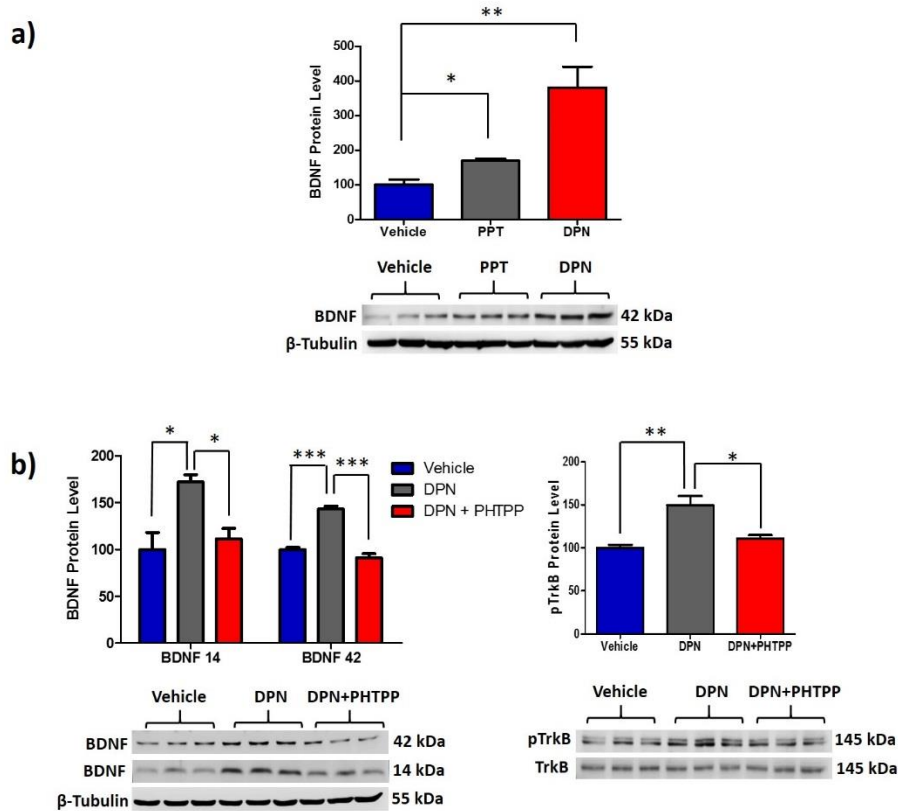 a)
**
*
500
400
300
200
100
0
BDNF Protein Level
Vehicle PPT DPN
Vehicle PPT DPN
BDNF 42 kDa
β-Tubulin 55 kDa
b)
* * *** ***
200
150
100
50
0
BDNF Protein Level
BDNF 14 BDNF 42
Vehicle
DPN
DPN + PHTPP
Vehicle DPN DPN+PHTPP
BDNF 42 kDa
BDNF 14 kDa
β-Tubulin 55 kDa
** *
200
150
100
50
0
pTrkB Protein Level
Vehicle DPN DPN+PHTPP
Vehicle DPN DPN+PHTPP
pTrkB 145 kDa
TrkB 145 kDa